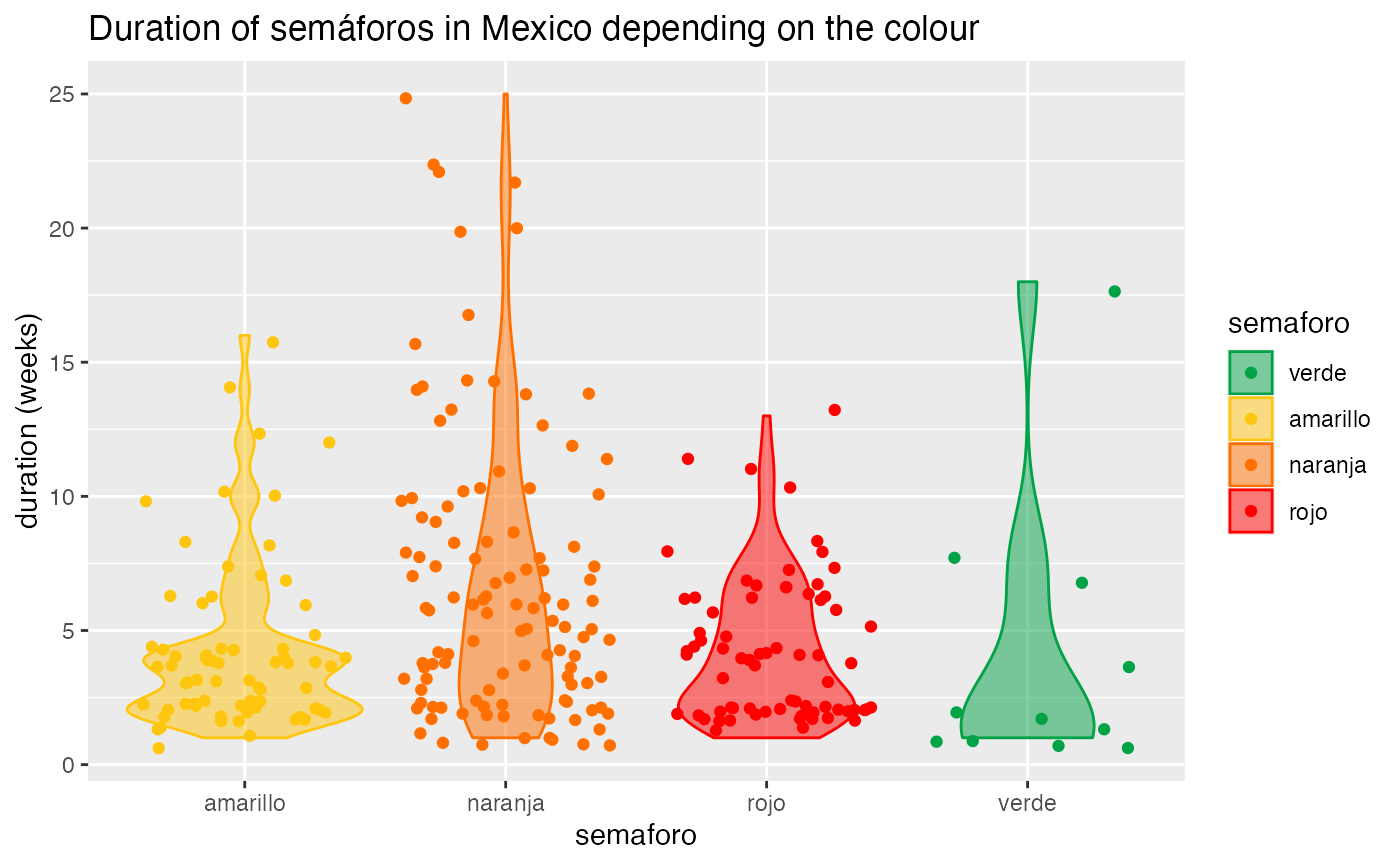 Duration of semáforos in Mexico depending on the colour
duration (weeks)
25
20
15
10
5
0
amarillo
naranja
rojo
verde
semaforo
semaforo
verde
amarillo
naranja
rojo